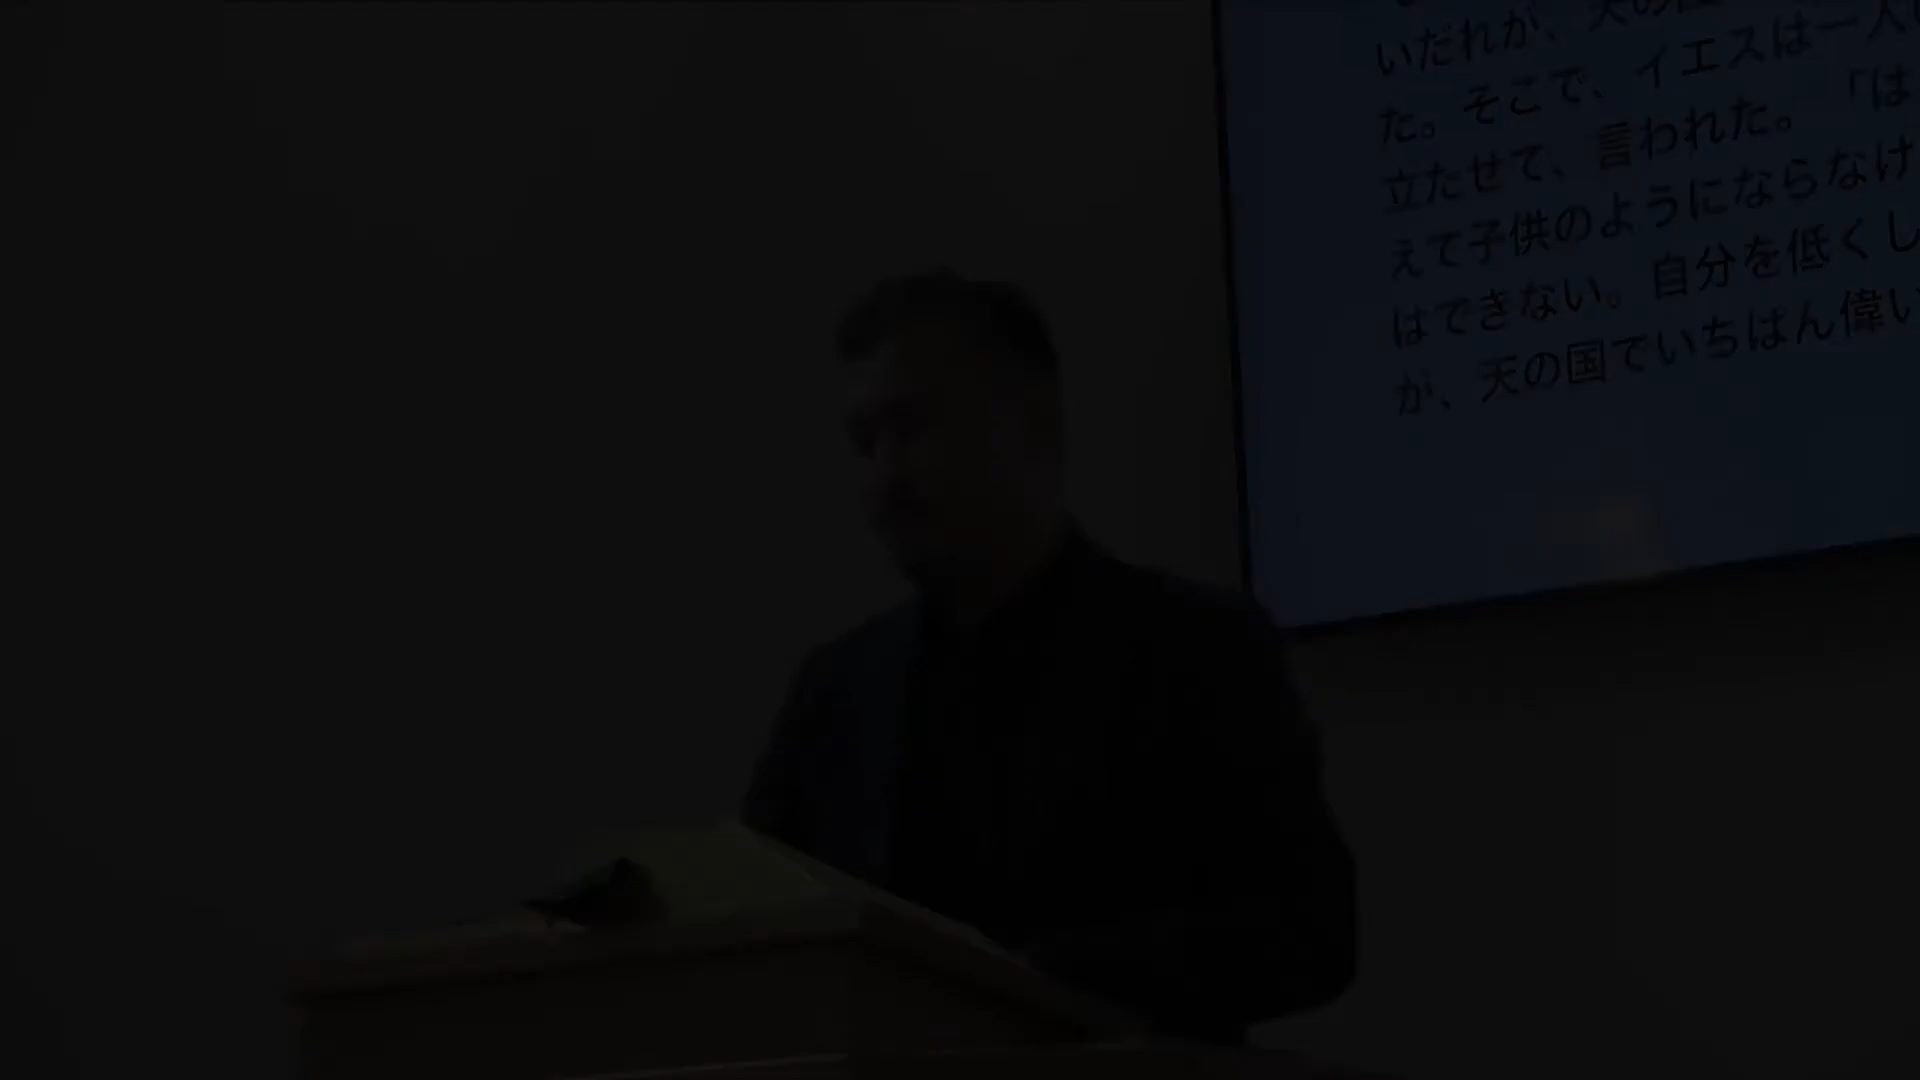 いだれが、天の国
た。そこで、イエスは一人
立たせて、言われた。「は
えて子供のようにならなけ
はできない。自分を低くし
が、天の国でいちばん偉い